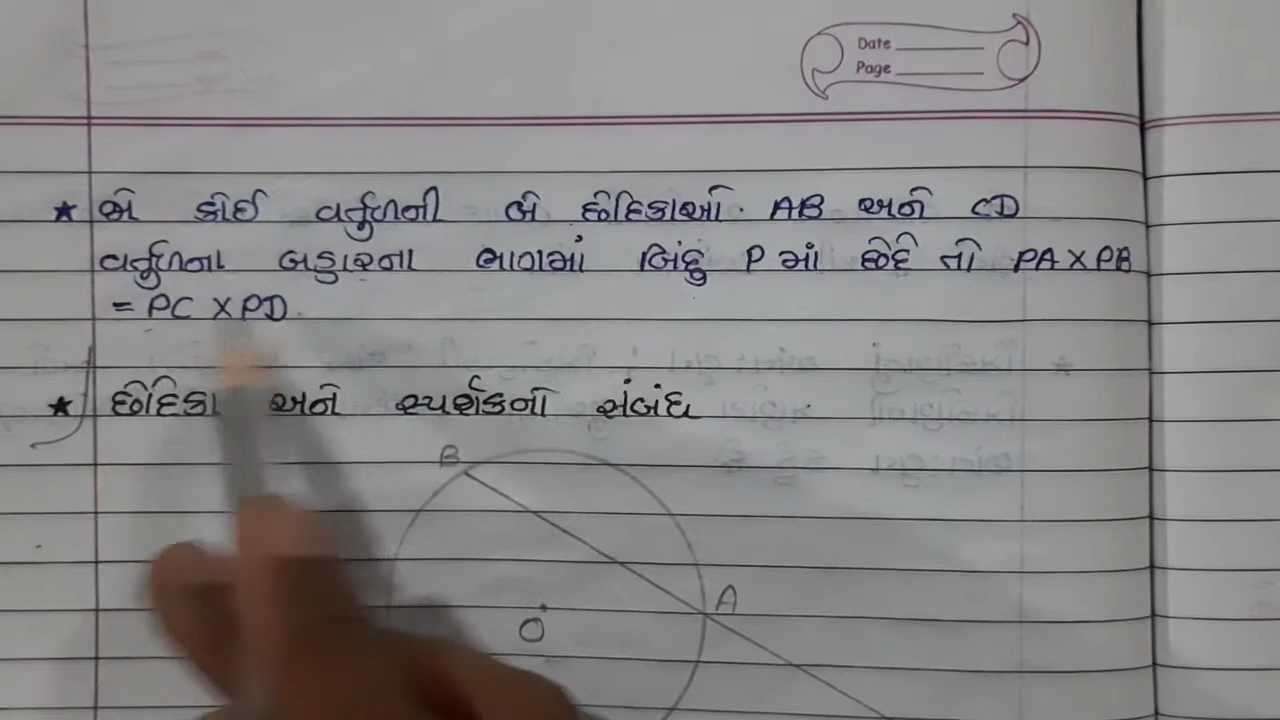 Date
Page
★ જો કોઈ વર્તુળની બે છેદિકાઓ. AB અને CD
વર્તુળના બહારના ભાગમાં બિંદુ P માં છેદે તો PA X PB
= PC X PD.
★ છેદિકા અને સ્પર્શકનો સંબંધ
B
A
O